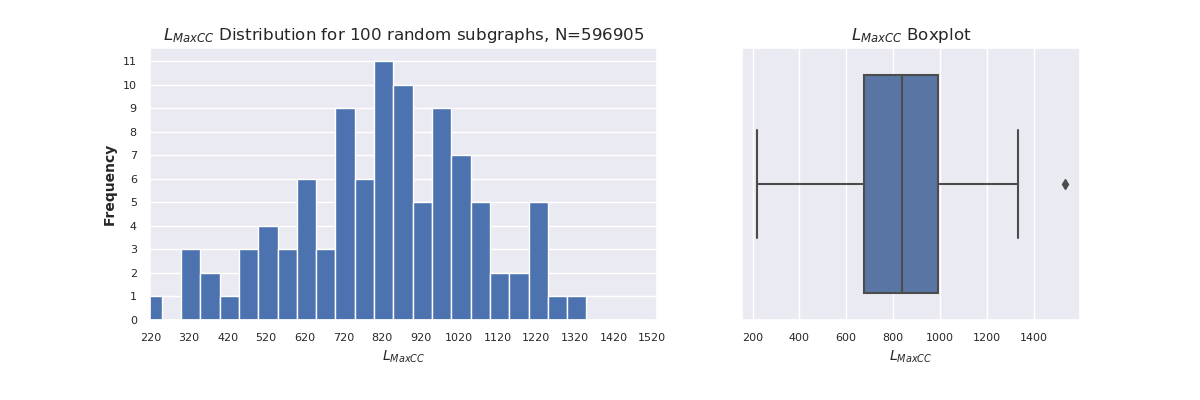 L_MaxCC Distribution for 100 random subgraphs, N=596905
Frequency
11
10
9
8
7
6
5
4
3
2
1
0
220 320 420 520 620 720 820 920 1020 1120 1220 1320 1420 1520
L_MaxCC
L_MaxCC Boxplot
200 400 600 800 1000 1200 1400
L_MaxCC